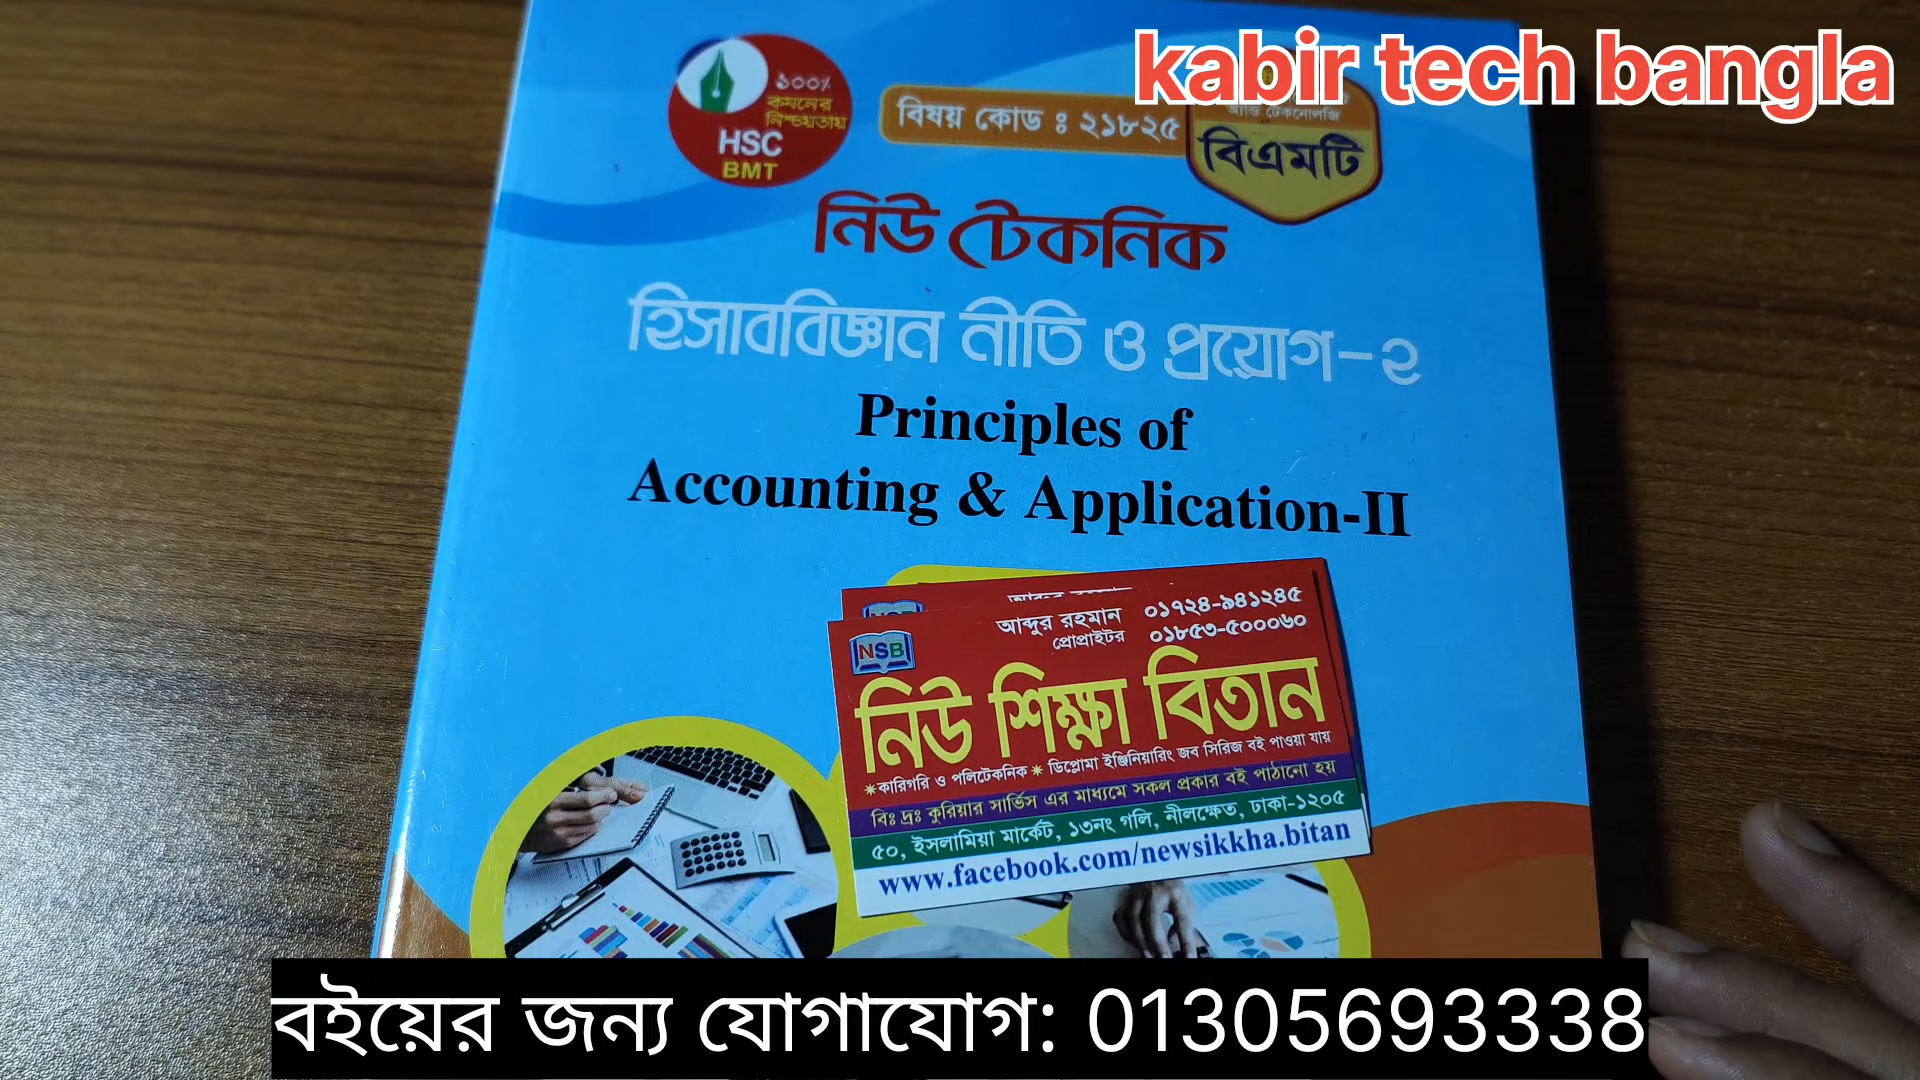 kabir tech bangla
১০০%
কমনের
নিশ্চয়তায়
HSC
BMT
বিষয় কোড : ২১৮২৫
অ্যান্ড টেকনোলজি
বিএমটি
নিউ টেকনিক
হিসাববিজ্ঞান নীতি ও প্রয়োগ-২
Principles of
Accounting & Application-II
NSB
আব্দুর রহমান
প্রোপ্রাইটর
০১৭২৪-৯৪১২৪৫
০১৮৫৩-৫০০০৬০
নিউ শিক্ষা বিতান
✴কারিগরি ও পলিটেকনিক ✴ ডিপ্লোমা ইঞ্জিনিয়ারিং জব সিরিজ বই পাওয়া যায়
বিঃ দ্রঃ কুরিয়ার সার্ভিস এর মাধ্যমে সকল প্রকার বই পাঠানো হয়
৫০, ইসলামিয়া মার্কেট, ১৩নং গলি, নীলক্ষেত, ঢাকা-১২০৫
www.facebook.com/newsikkha.bitan
বইয়ের জন্য যোগাযোগ: 01305693338